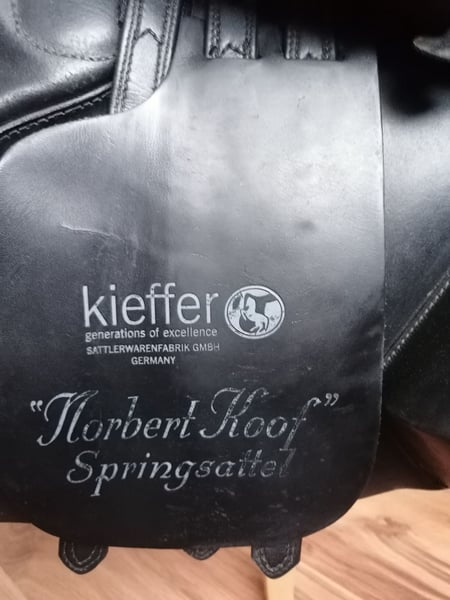 kieffer
generations of excellence
SATTLERWARENFABRIK GMBH
GERMANY
"Norbert Koof"
Springsattel